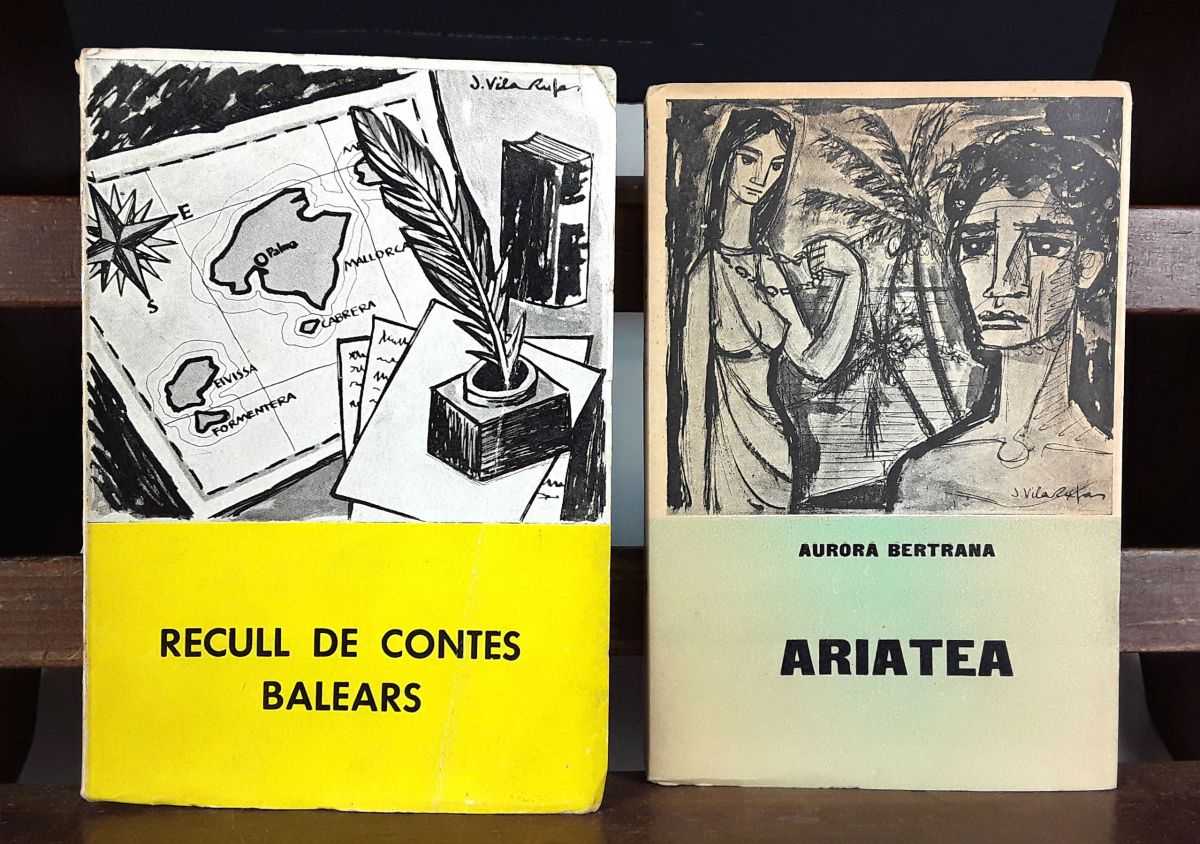 J. Vila Rufas
E
S
M
Palma
MALLORCA
CABRERA
EIVISSA
FORMENTERA
RECULL DE CONTES
BALEARS
J. Vila Rufas
AURORA BERTRANA
ARIATEA